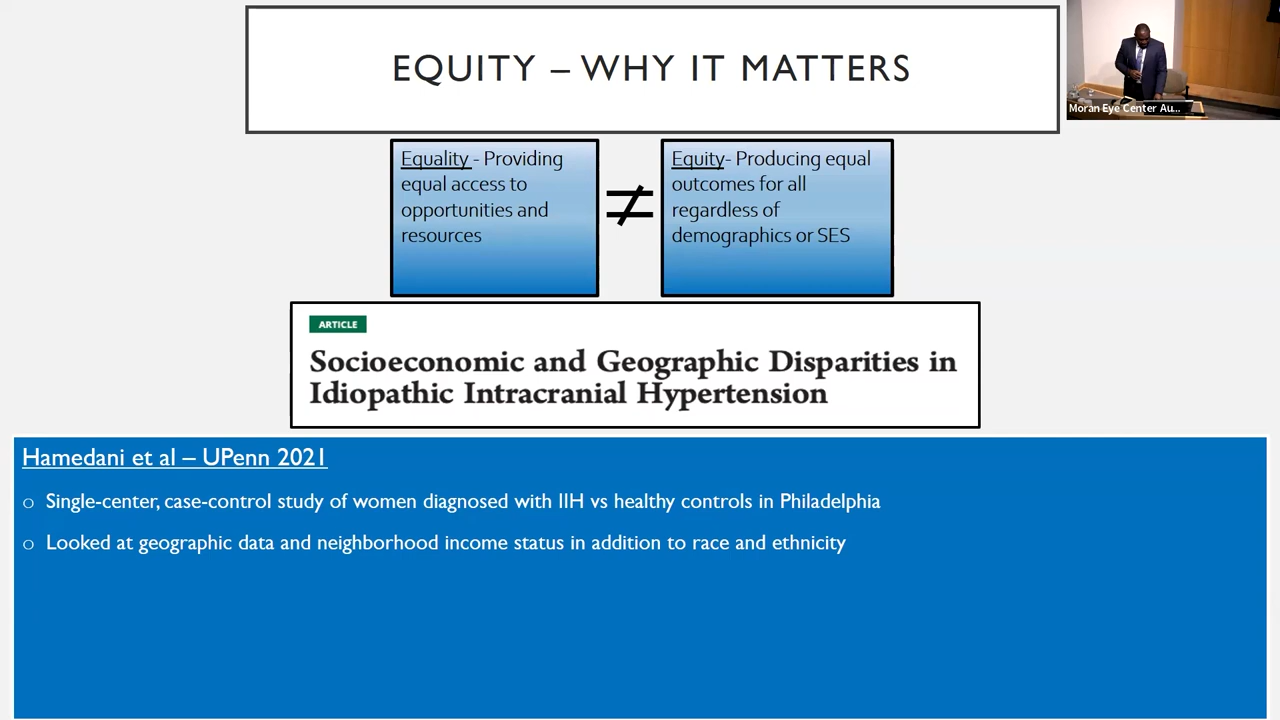 EQUITY – WHY IT MATTERS
Moran Eye Center Au...
Equality - Providing
equal access to
opportunities and
resources
≠
Equity- Producing equal
outcomes for all
regardless of
demographics or SES
ARTICLE
Socioeconomic and Geographic Disparities in
Idiopathic Intracranial Hypertension
Hamedani et al – UPenn 2021
o Single-center, case-control study of women diagnosed with IIH vs healthy controls in Philadelphia
o Looked at geographic data and neighborhood income status in addition to race and ethnicity